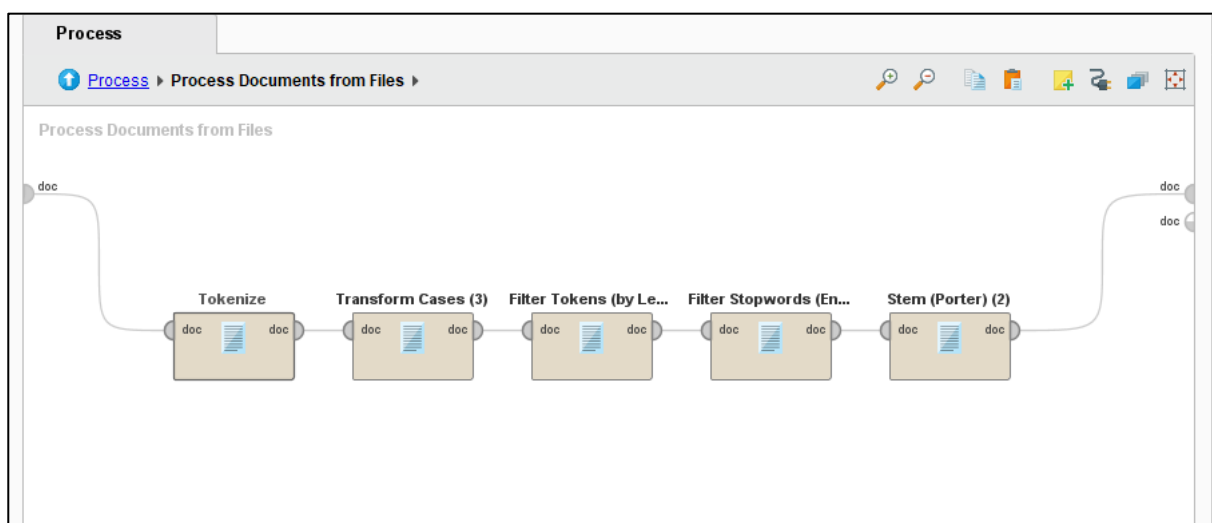 Process
Process ▸ Process Documents from Files ▸
Process Documents from Files
doc
doc
doc
Tokenize
Transform Cases (3)
Filter Tokens (by Le...
Filter Stopwords (En...
Stem (Porter) (2)
doc doc
doc doc
doc doc
doc doc
doc doc